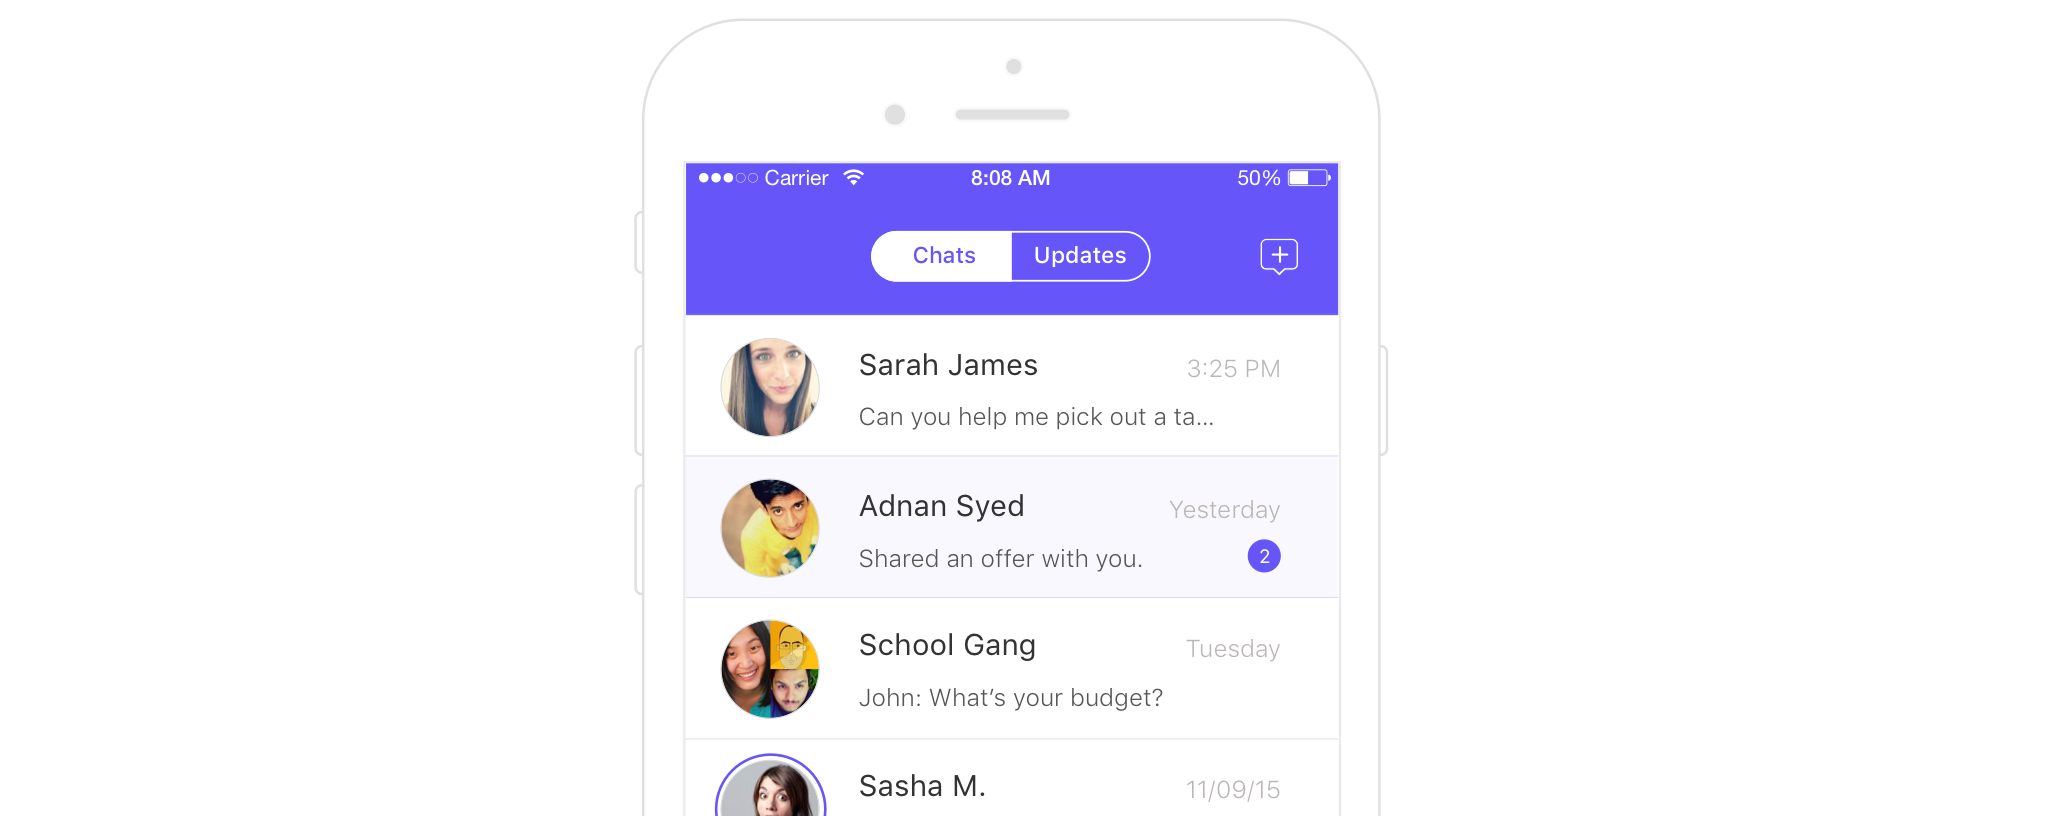 Carrier 8:08 AM 50%
Chats Updates
Sarah James 3:25 PM
Can you help me pick out a ta...
Adnan Syed Yesterday
Shared an offer with you. 2
School Gang Tuesday
John: What’s your budget?
Sasha M. 11/09/15